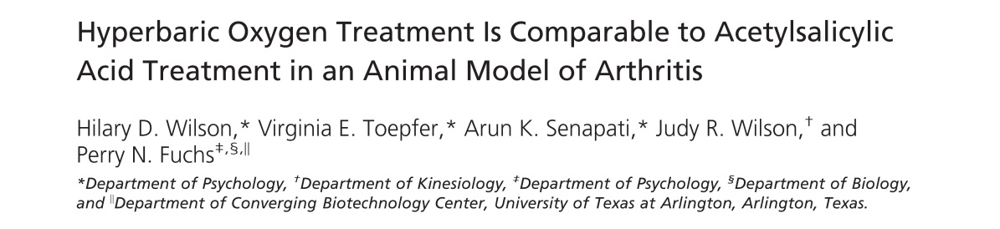 Hyperbaric Oxygen Treatment Is Comparable to Acetylsalicylic
Acid Treatment in an Animal Model of Arthritis
Hilary D. Wilson,* Virginia E. Toepfer,* Arun K. Senapati,* Judy R. Wilson,† and
Perry N. Fuchs‡,§,||
*Department of Psychology, †Department of Kinesiology, ‡Department of Psychology, §Department of Biology,
and ||Department of Converging Biotechnology Center, University of Texas at Arlington, Arlington, Texas.